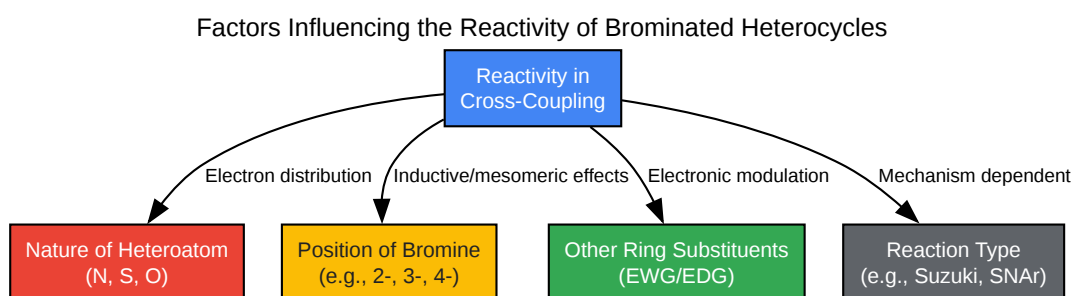 Factors Influencing the Reactivity of Brominated Heterocycles
Reactivity in
Cross-Coupling
Electron distribution
Inductive/mesomeric effects
Electronic modulation
Mechanism dependent
Nature of Heteroatom
(N, S, O)
Position of Bromine
(e.g., 2-, 3-, 4-)
Other Ring Substituents
(EWG/EDG)
Reaction Type
(e.g., Suzuki, SNAr)